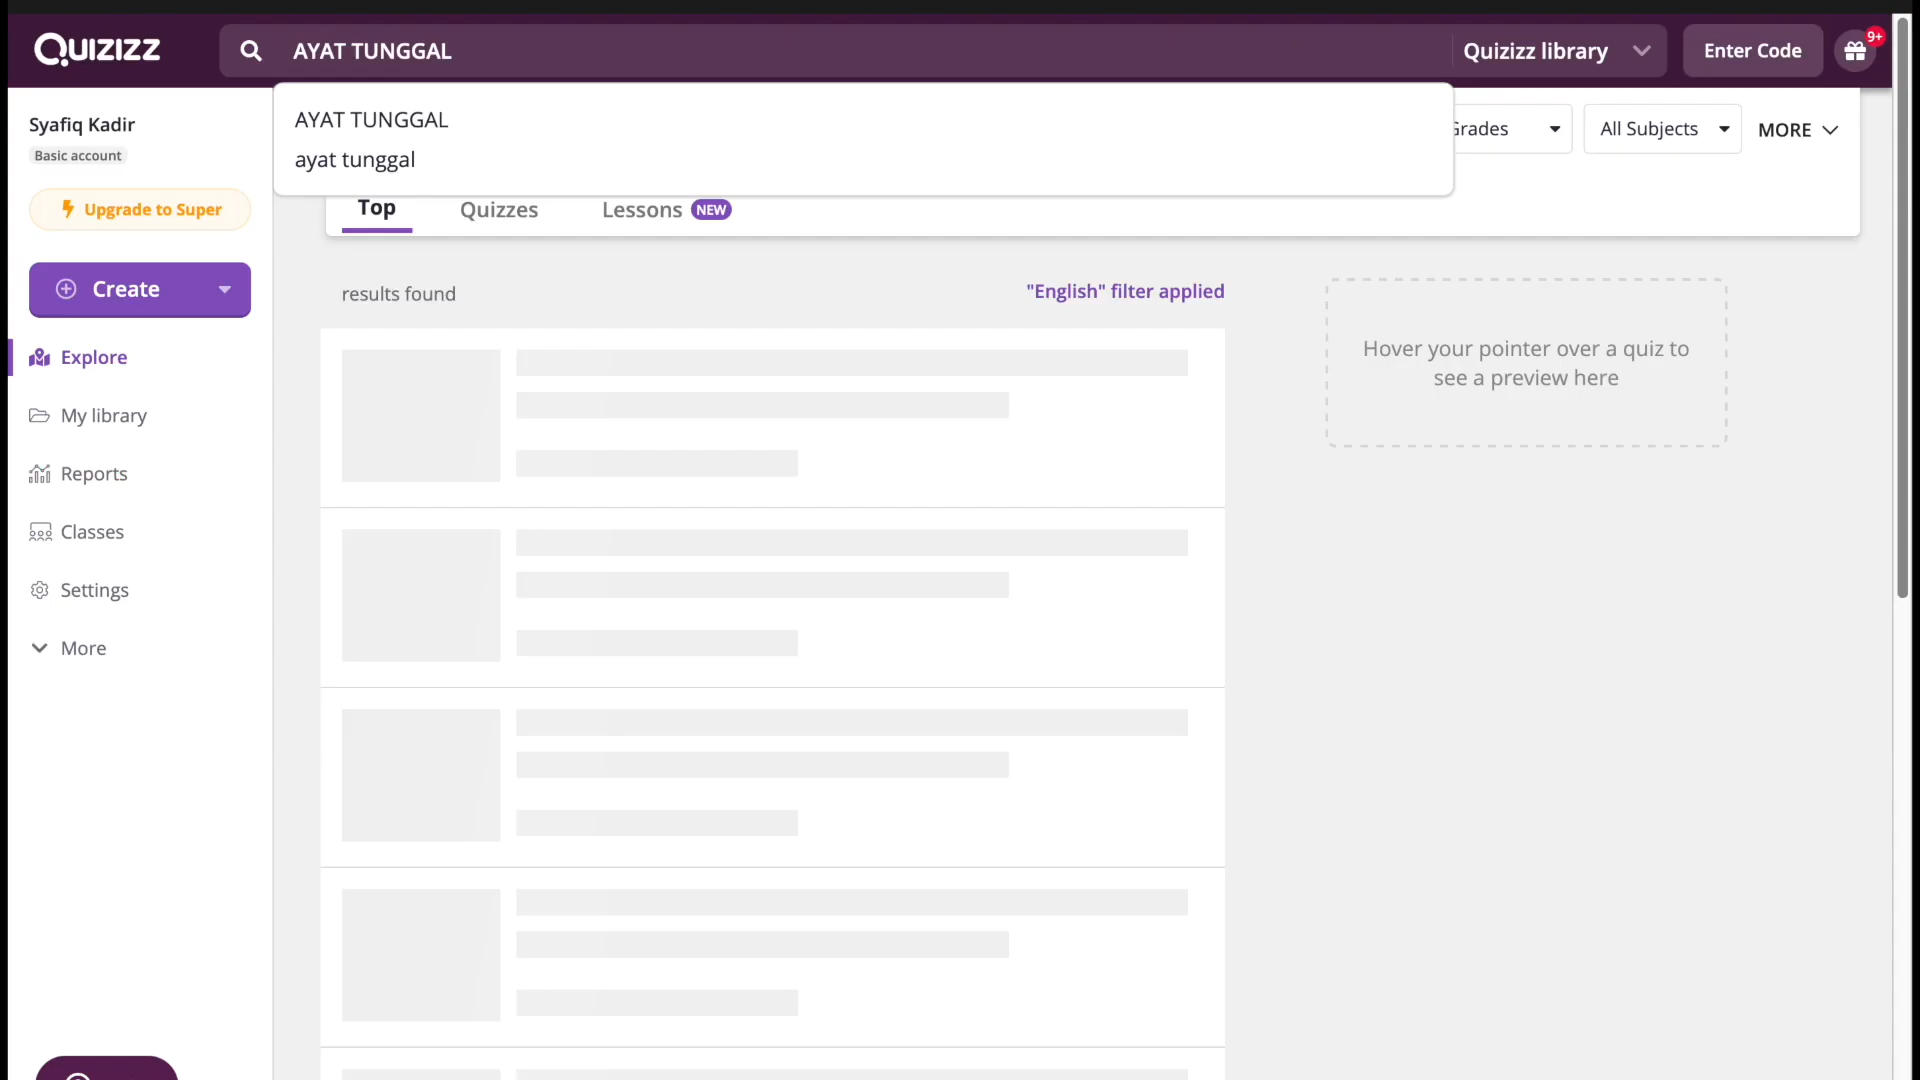 QUIZIZZ
AYAT TUNGGAL
Quizizz library
Enter Code
9+
Syafiq Kadir
Basic account
Upgrade to Super
Create
Explore
My library
Reports
Classes
Settings
More
AYAT TUNGGAL
ayat tunggal
Grades
All Subjects
MORE
Top
Quizzes
Lessons NEW
results found
"English" filter applied
Hover your pointer over a quiz to
see a preview here